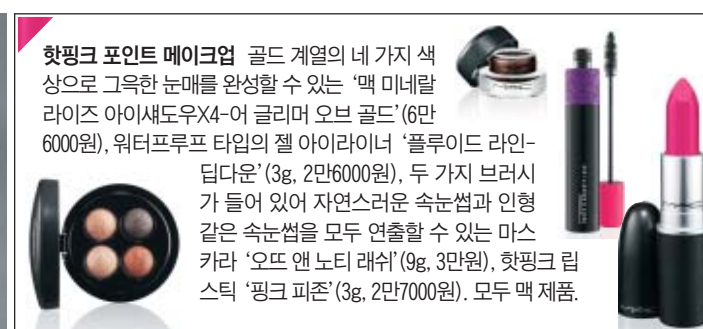 핫핑크 포인트 메이크업 골드 계열의 네 가지 색
상으로 그윽한 눈매를 완성할 수 있는 ‘맥 미네랄
라이즈 아이섀도우X4-어 글리머 오브 골드’(6만
6000원), 워터프루프 타입의 젤 아이라이너 ‘플루이드 라인-
딥다운’(3g, 2만6000원), 두 가지 브러시
가 들어 있어 자연스러운 속눈썹과 인형
같은 속눈썹을 모두 연출할 수 있는 마스
카라 ‘오뜨 앤 노티 래쉬’(9g, 3만원), 핫핑크 립
스틱 ‘핑크 피존’(3g, 2만7000원). 모두 맥 제품.